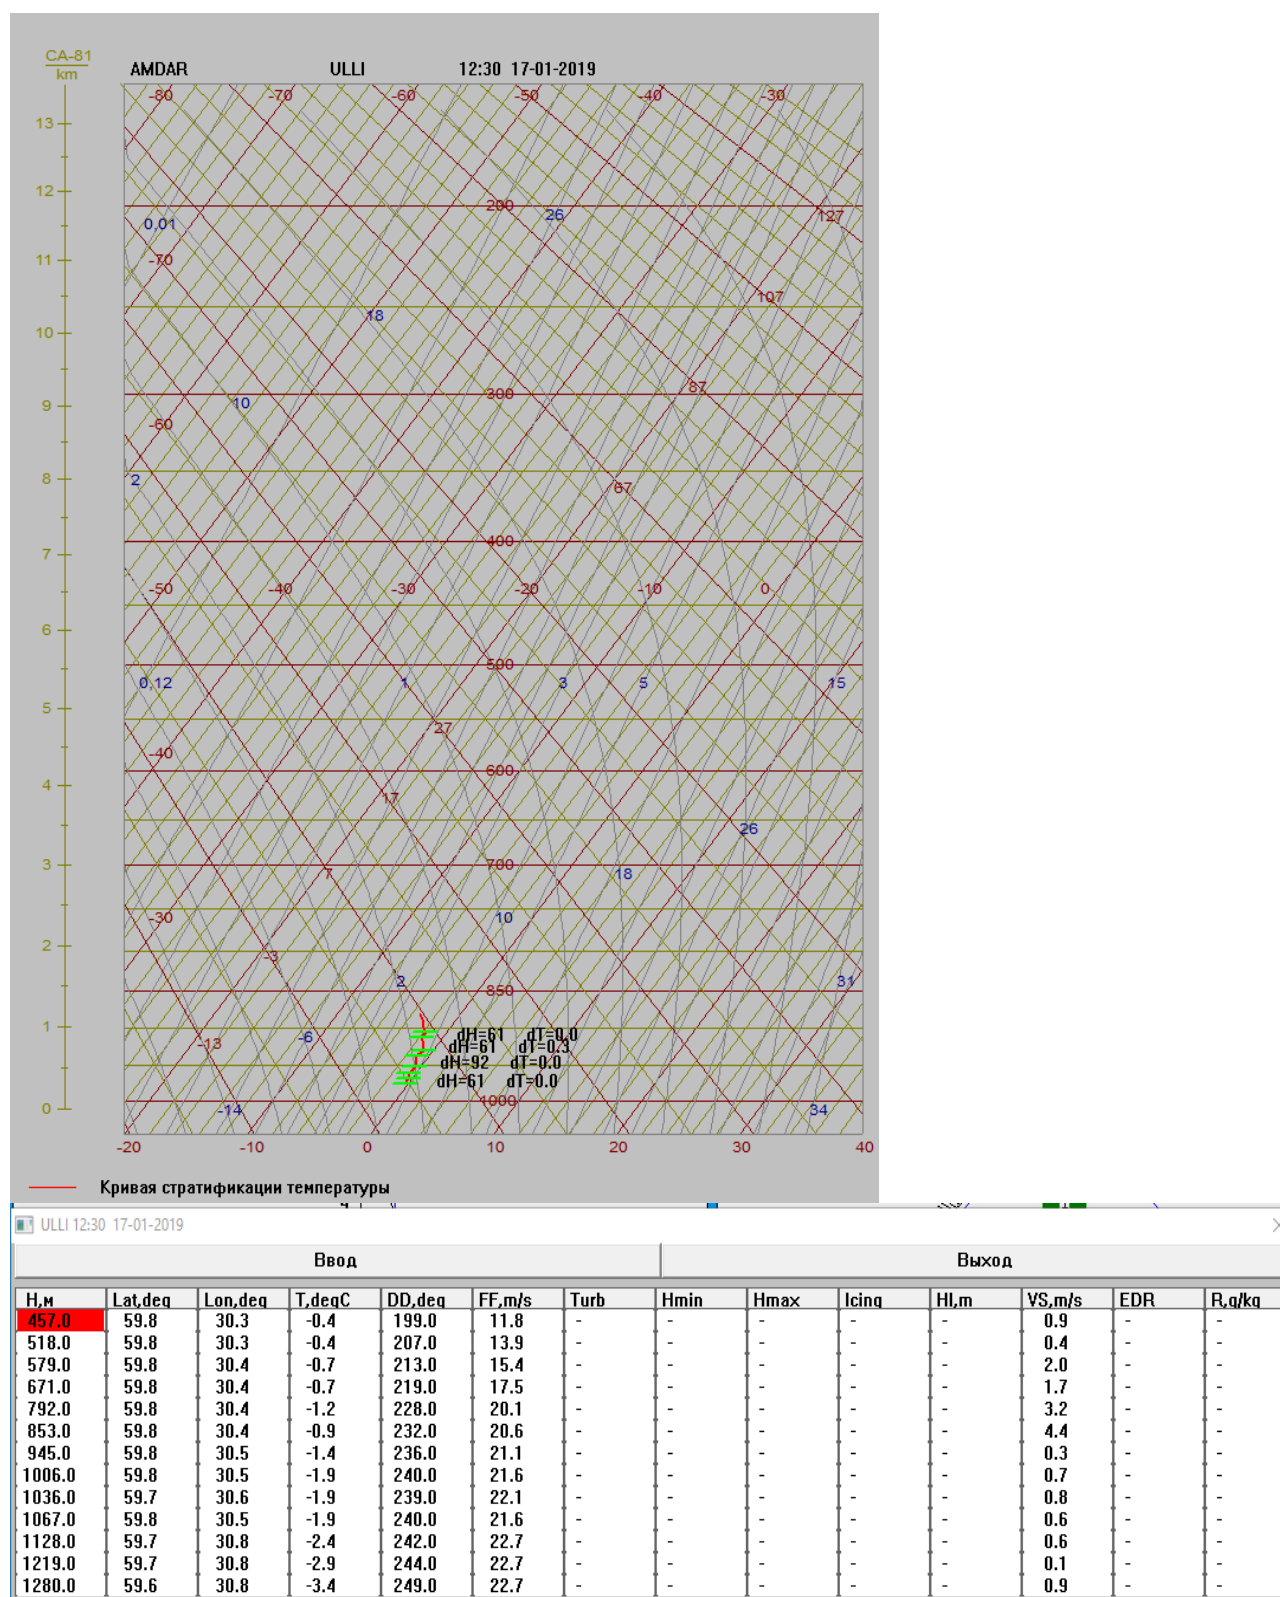 CA-81
km
AMDAR ULLI 12:30 17-01-2019
-80 -70 -60 -50 -40 -30
13
12
200 26 127
0,01
11 -70
107
18
10
87
300
9 10
-60
8 2
67
400
7
-50 -40 -30 -20 -10 0
6
500
0,12 1 3 5 15
5
27
-40
600
4
17
26
3 700
7 18
-30 10
2
-3
2 31
850
1
-6 dH=61 dT=0.0
-13 dH=61 dT=0.3
dH=92 dT=0.0
dH=61 dT=0.0
1000
0 -14 34
-20 -10 0 10 20 30 40
Кривая стратификации температуры
ULLI 12:30 17-01-2019
Ввод Выход
H,м Lat,deg Lon,deg T,degC DD,deg FF,m/s Turb Hmin Hmax Icing HI,m VS,m/s EDR R,g/kg
457.0 59.8 30.3 -0.4 199.0 11.8 - - - - - 0.9 - -
518.0 59.8 30.3 -0.4 207.0 13.9 - - - - - 0.4 - -
579.0 59.8 30.4 -0.7 213.0 15.4 - - - - - 2.0 - -
671.0 59.8 30.4 -0.7 219.0 17.5 - - - - - 1.7 - -
792.0 59.8 30.4 -1.2 228.0 20.1 - - - - - 3.2 - -
853.0 59.8 30.4 -0.9 232.0 20.6 - - - - - 4.4 - -
945.0 59.8 30.5 -1.4 236.0 21.1 - - - - - 0.3 - -
1006.0 59.8 30.5 -1.9 240.0 21.6 - - - - - 0.7 - -
1036.0 59.7 30.6 -1.9 239.0 22.1 - - - - - 0.8 - -
1067.0 59.8 30.5 -1.9 240.0 21.6 - - - - - 0.6 - -
1128.0 59.7 30.8 -2.4 242.0 22.7 - - - - - 0.6 - -
1219.0 59.7 30.8 -2.9 244.0 22.7 - - - - - 0.1 - -
1280.0 59.6 30.8 -3.4 249.0 22.7 - - - - - 0.9 - -